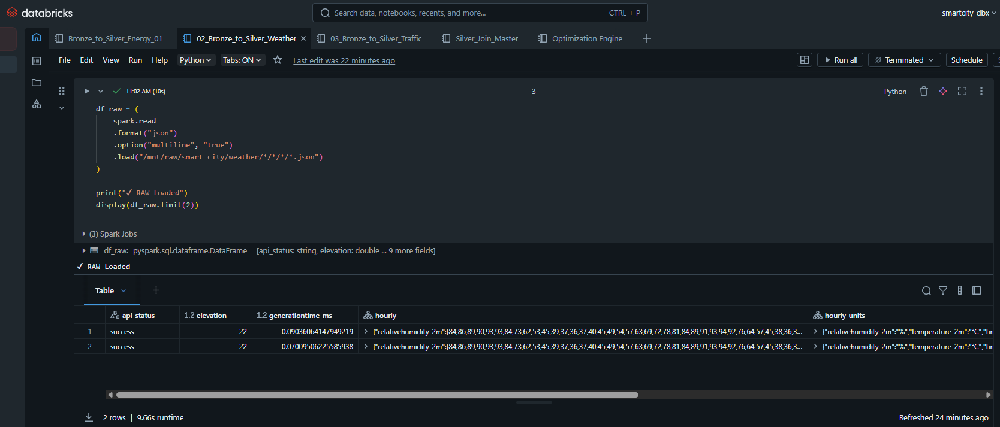 databricks
Search data, notebooks, recents, and more...
CTRL + P
smartcity-dbx
Bronze_to_Silver_Energy_01
02_Bronze_to_Silver_Weather
03_Bronze_to_Silver_Traffic
Silver_Join_Master
Optimization Engine
File Edit View Run Help Python Tabs: ON Last edit was 22 minutes ago
Run all
Terminated
Schedule
11:02 AM (10s)
3
Python
df_raw = (
spark.read
.format("json")
.option("multiline", "true")
.load("/mnt/raw/smart city/weather/*/*/*/*.json")
)
print("✓ RAW Loaded")
display(df_raw.limit(2))
(3) Spark Jobs
df_raw: pyspark.sql.dataframe.DataFrame = [api_status: string, elevation: double ... 9 more fields]
✓ RAW Loaded
Table
ABC api_status 1.2 elevation 1.2 generationtime_ms hourly hourly_units
1 success 22 0.09036064147949219 {"relativehumidity_2m":[84,86,89,90,93,93,84,73,62,53,45,39,37,36,37,40,45,49,54,57,63,69,72,78,81,84,89,91,93,94,92,76,64,57,45,38,36,3... {"relativehumidity_2m":"%","temperature_2m":"°C","tin
2 success 22 0.07009506225585938 {"relativehumidity_2m":[84,86,89,90,93,93,84,73,62,53,45,39,37,36,37,40,45,49,54,57,63,69,72,78,81,84,89,91,93,94,92,76,64,57,45,38,36,3... {"relativehumidity_2m":"%","temperature_2m":"°C","tin
2 rows | 9.66s runtime
Refreshed 24 minutes ago